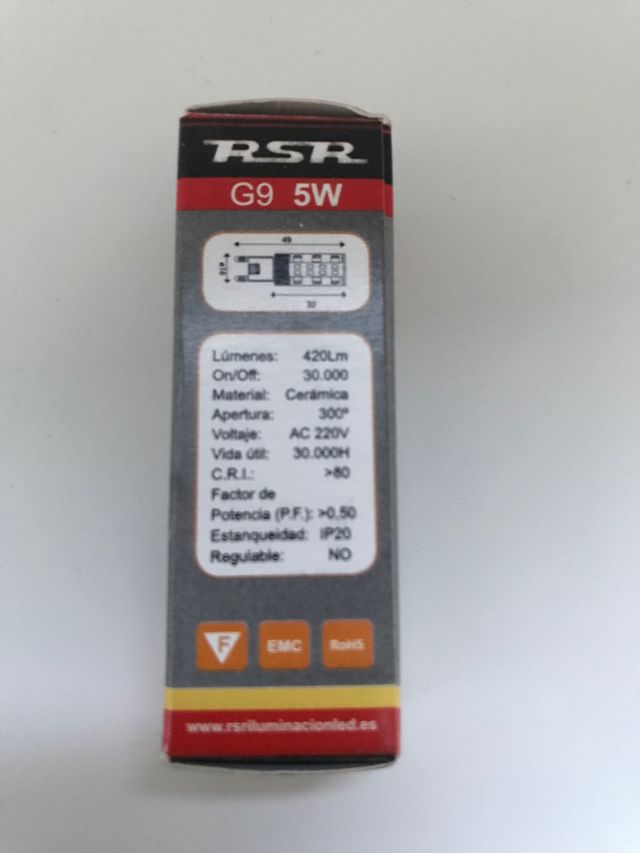 RSR
G9 5W
49
32
Lúmenes: 420Lm
On/Off: 30.000
Material: Cerámica
Apertura: 300º
Voltaje: AC 220V
Vida útil: 30.000H
C.R.I.: >80
Factor de
Potencia (P.F.): >0,50
Estanqueidad: IP20
Regulable: NO
F EMC RoHS
www.rsriluminacionled.es